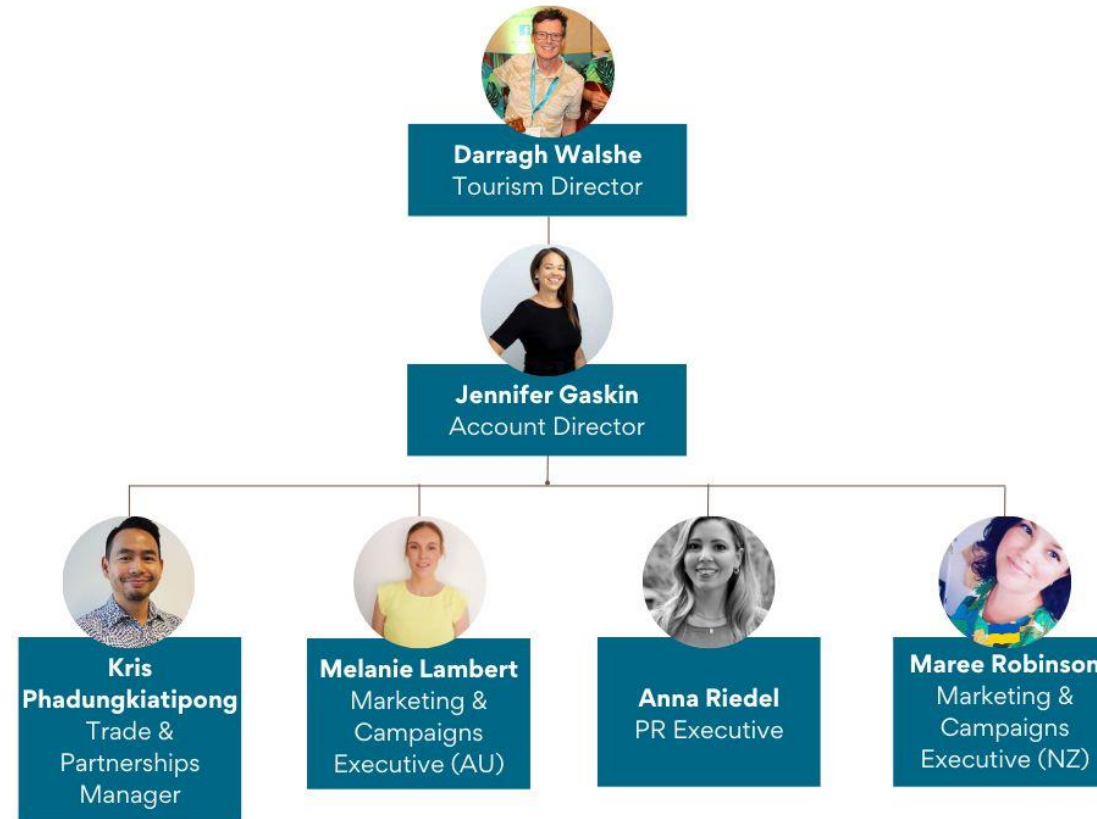 Darragh Walshe
Tourism Director
Jennifer Gaskin
Account Director
Kris
Phadungkiatipong
Trade &
Partnerships
Manager
Melanie Lambert
Marketing &
Campaigns
Executive (AU)
Anna Riedel
PR Executive
Maree Robinson
Marketing &
Campaigns
Executive (NZ)